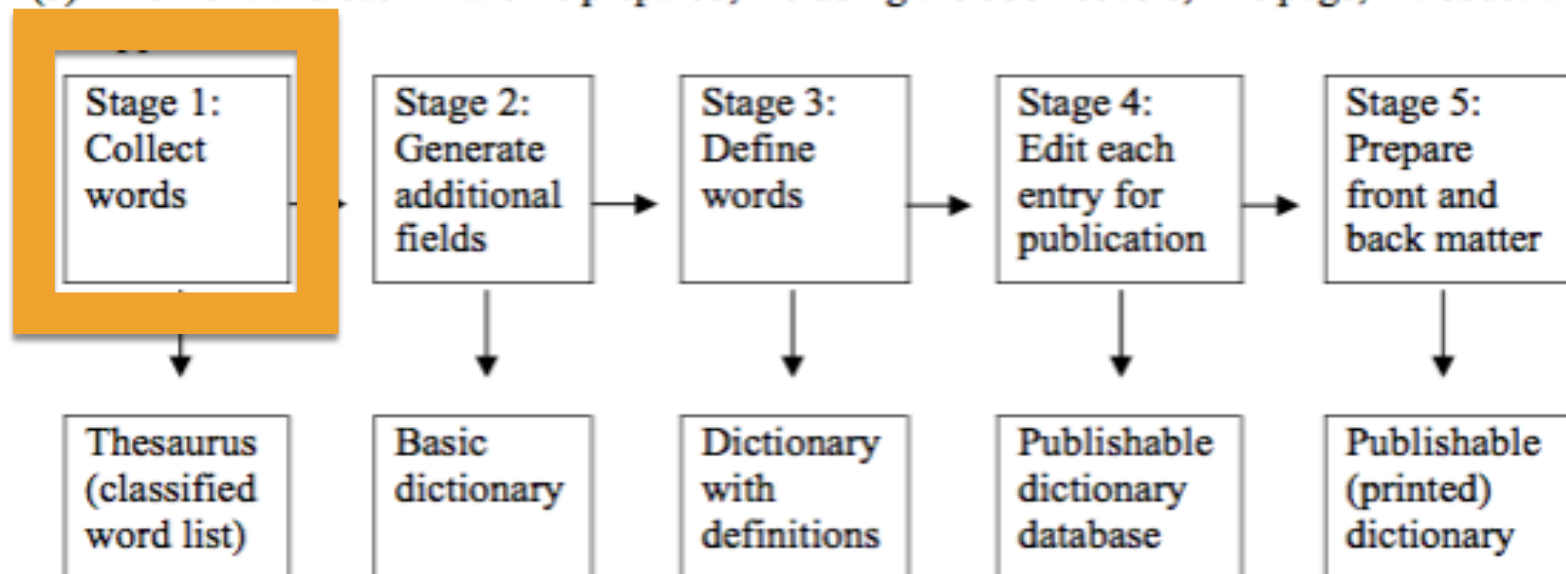 Stage 1:
Collect
words
Stage 2:
Generate
additional
fields
Stage 3:
Define
words
Stage 4:
Edit each
entry for
publication
Stage 5:
Prepare
front and
back matter
Thesaurus
(classified
word list)
Basic
dictionary
Dictionary
with
definitions
Publishable
dictionary
database
Publishable
(printed)
dictionary